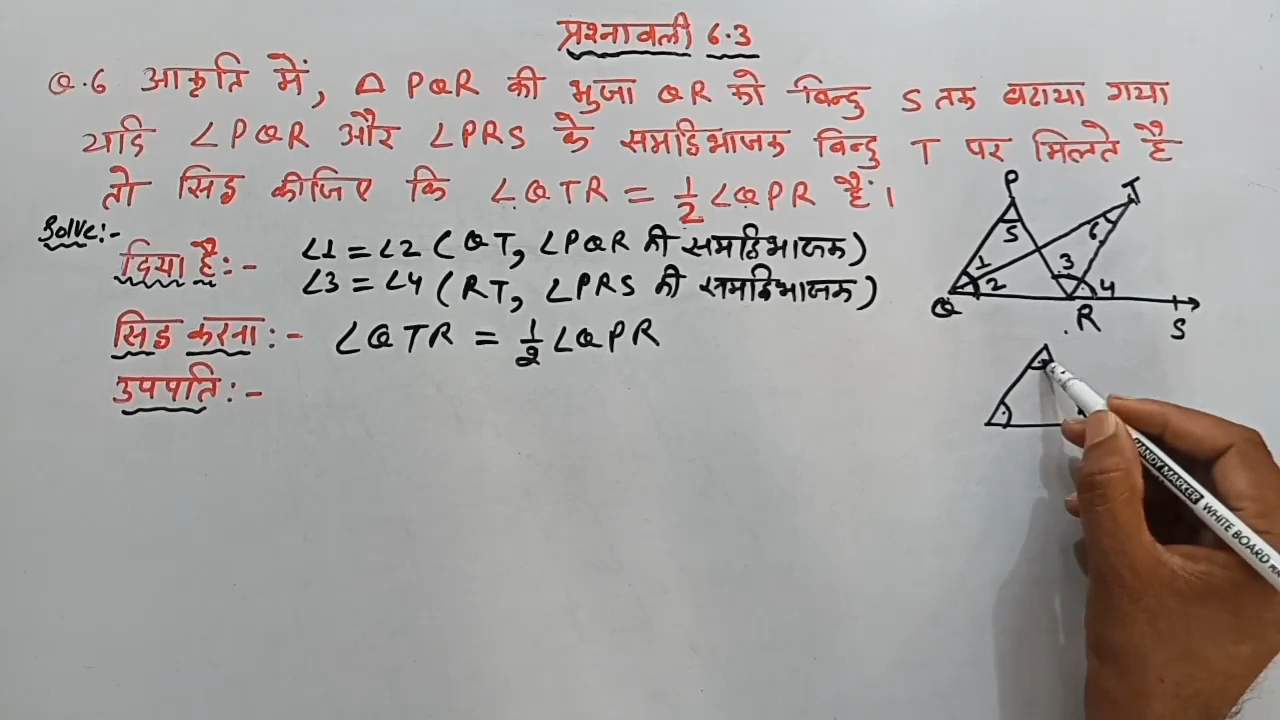 प्रश्नावली 6.3
Q.6 आकृति में, Δ PQR की भुजा QR को बिन्दु S तक बढाया गया
यदि ∠PQR और ∠PRS के समद्विभाजक बिन्दु T पर मिलते है
तो सिद्ध कीजिए कि ∠QTR = 1/2 ∠QPR है।
Solve:-
दिया है:- ∠1 = ∠2 ( QT, ∠PQR की समद्विभाजक )
∠3 = ∠4 ( RT, ∠PRS की समद्विभाजक )
सिद्ध करना:- ∠QTR = 1/2 ∠QPR
उपपति:-
P T
5 6
1 3
2 4
Q R S
HANDY MARKER WHITE BOARD